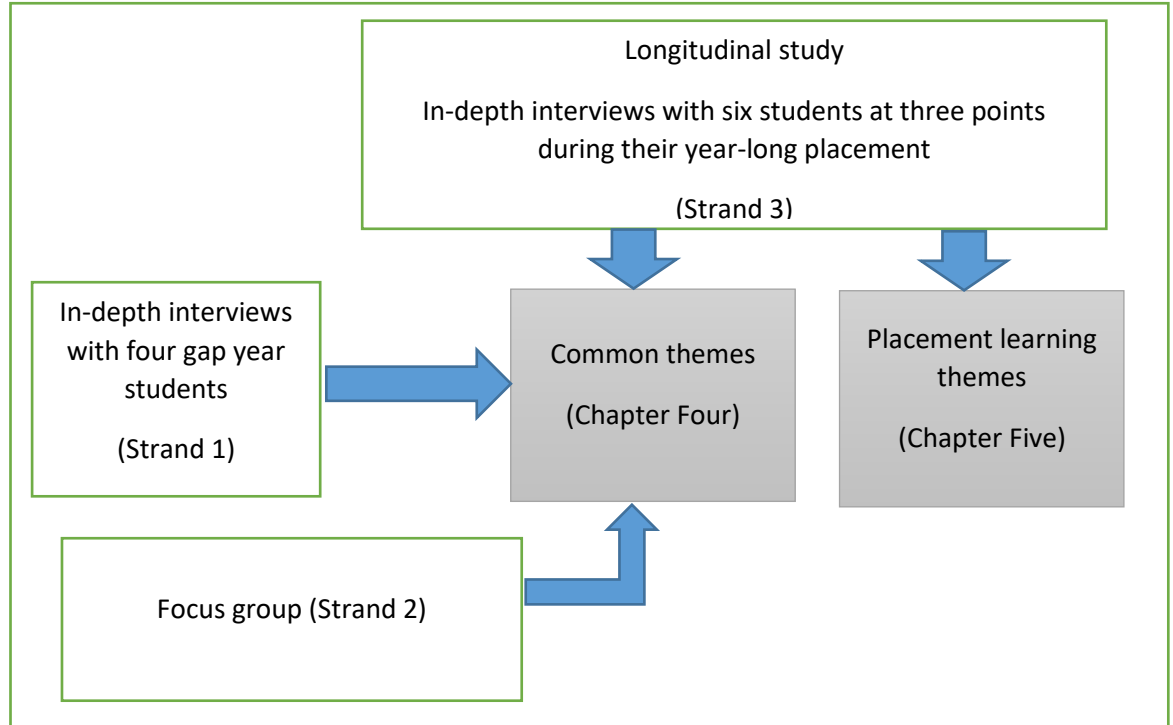 Longitudinal study
In-depth interviews with six students at three points
during their year-long placement
(Strand 3)
In-depth interviews
with four gap year
students
(Strand 1)
Common themes
(Chapter Four)
Placement learning
themes
(Chapter Five)
Focus group (Strand 2)